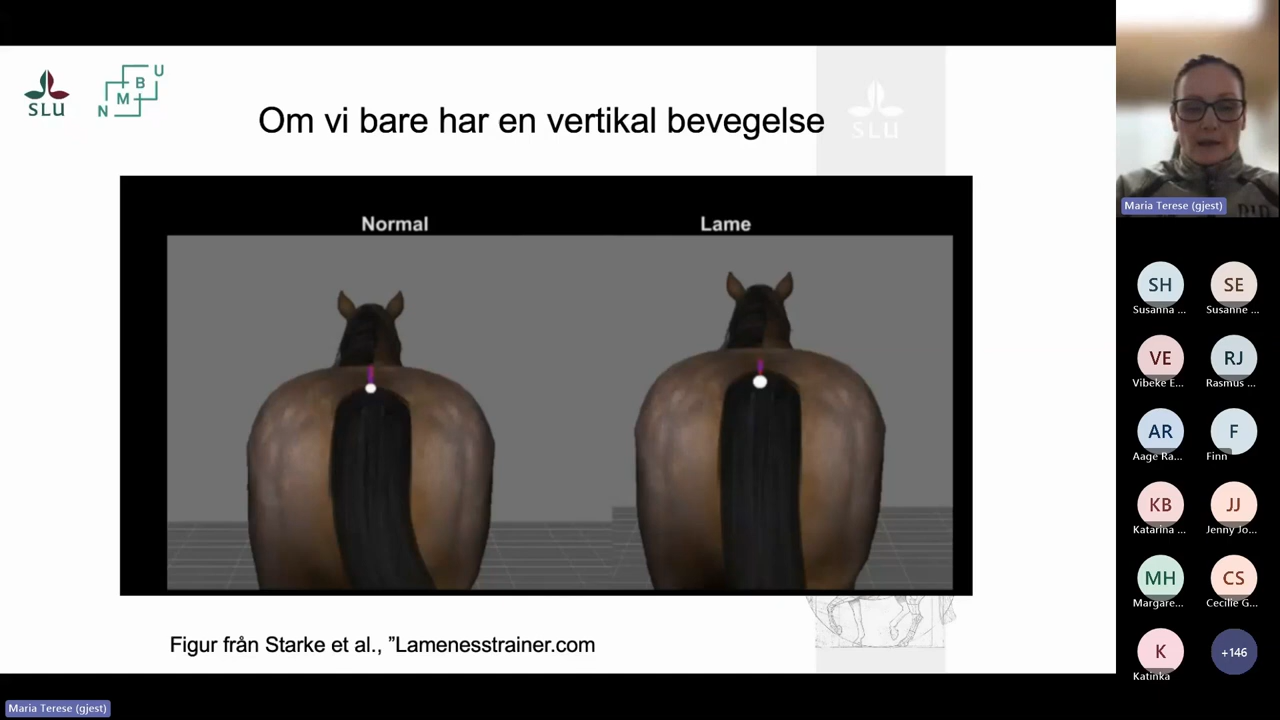 SLU
N
M
B
U
SLU
Om vi bare har en vertikal bevegelse
Normal
Lame
Figur från Starke et al., ”Lamenesstrainer.com
Maria Terese (gjest)
SH
SE
Susanna ...
Susanne ...
VE
RJ
Vibeke E...
Rasmus ...
AR
F
Aage Ra...
Finn
KB
JJ
Katarina ...
Jenny Jo...
MH
CS
Margare...
Cecilie G...
K
+146
Katinka
Maria Terese (gjest)